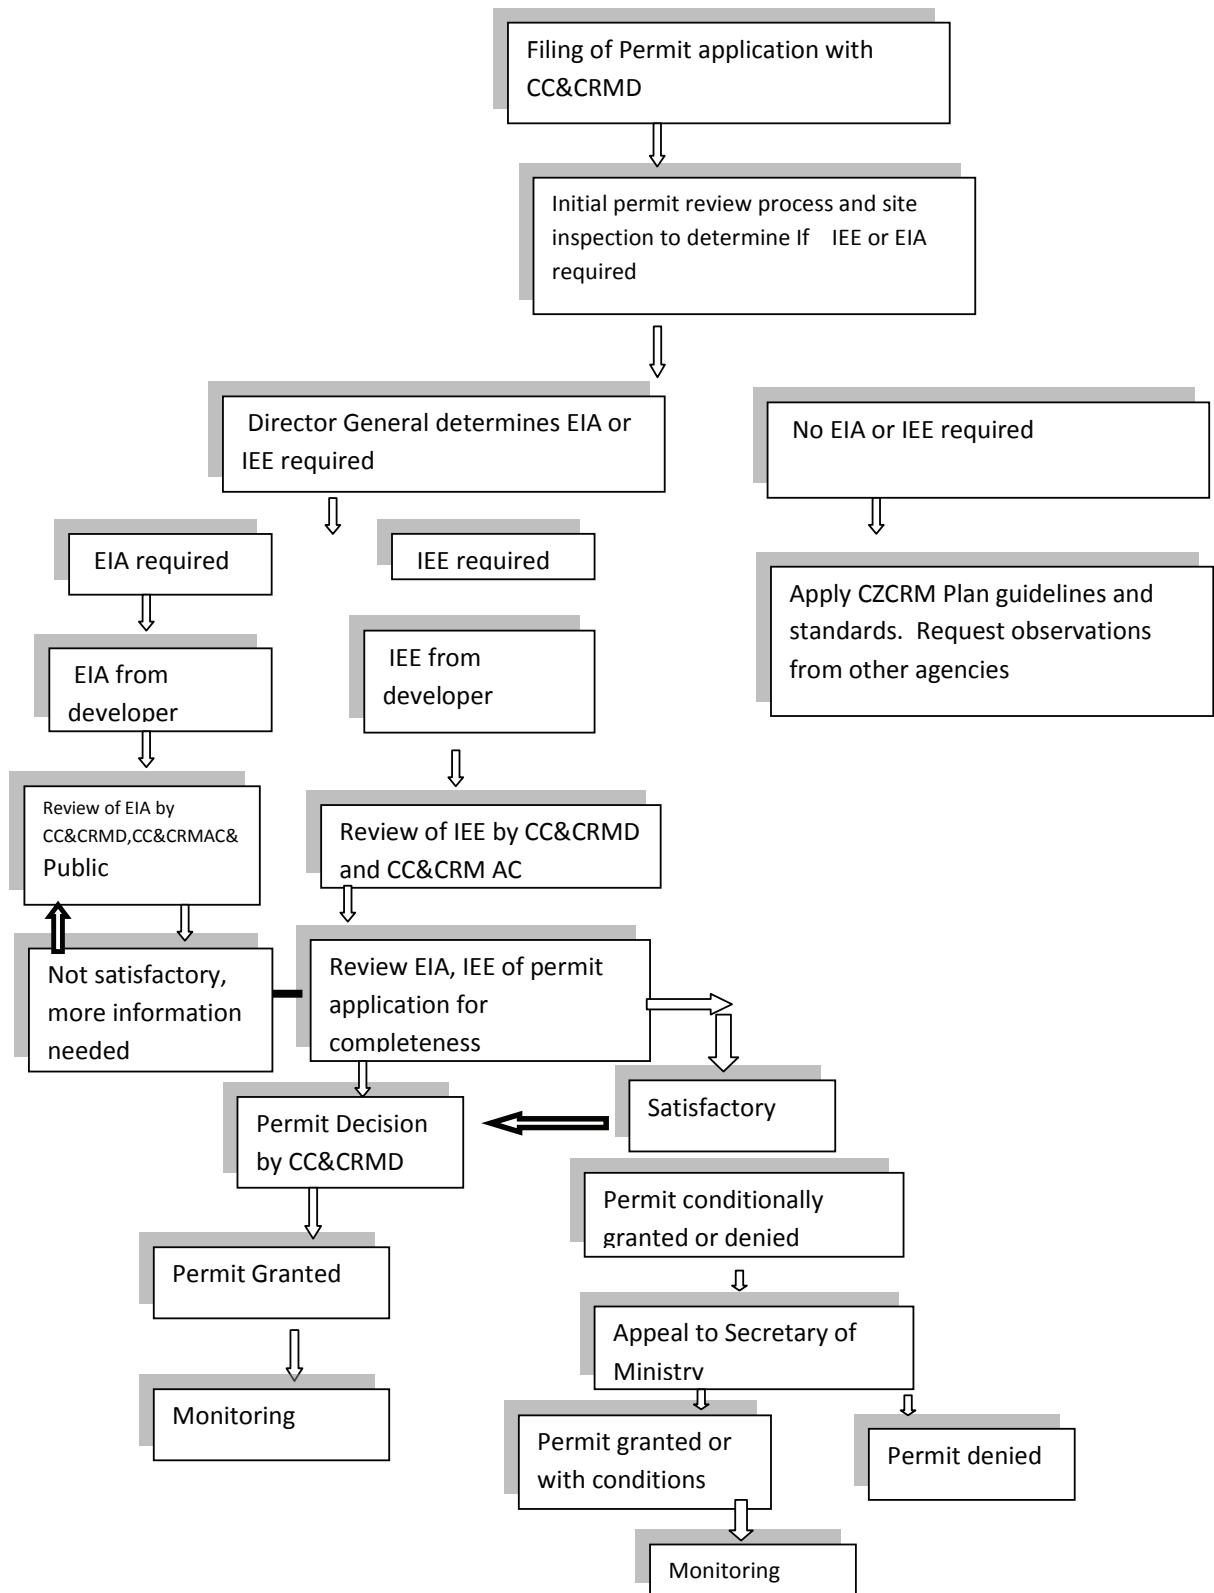 Filing of Permit application with
CC&CRMD
Initial permit review process and site
inspection to determine If IEE or EIA
required
Director General determines EIA or
IEE required
No EIA or IEE required
EIA required
IEE required
Apply CZCRM Plan guidelines and
standards. Request observations
from other agencies
EIA from
developer
IEE from
developer
Review of EIA by
CC&CRMD,CC&CRMAC&
Public
Review of IEE by CC&CRMD
and CC&CRM AC
Not satisfactory,
more information
needed
Review EIA, IEE of permit
application for
completeness
Satisfactory
Permit Decision
by CC&CRMD
Permit conditionally
granted or denied
Permit Granted
Appeal to Secretary of
Ministry
Monitoring
Permit granted or
with conditions
Permit denied
Monitoring